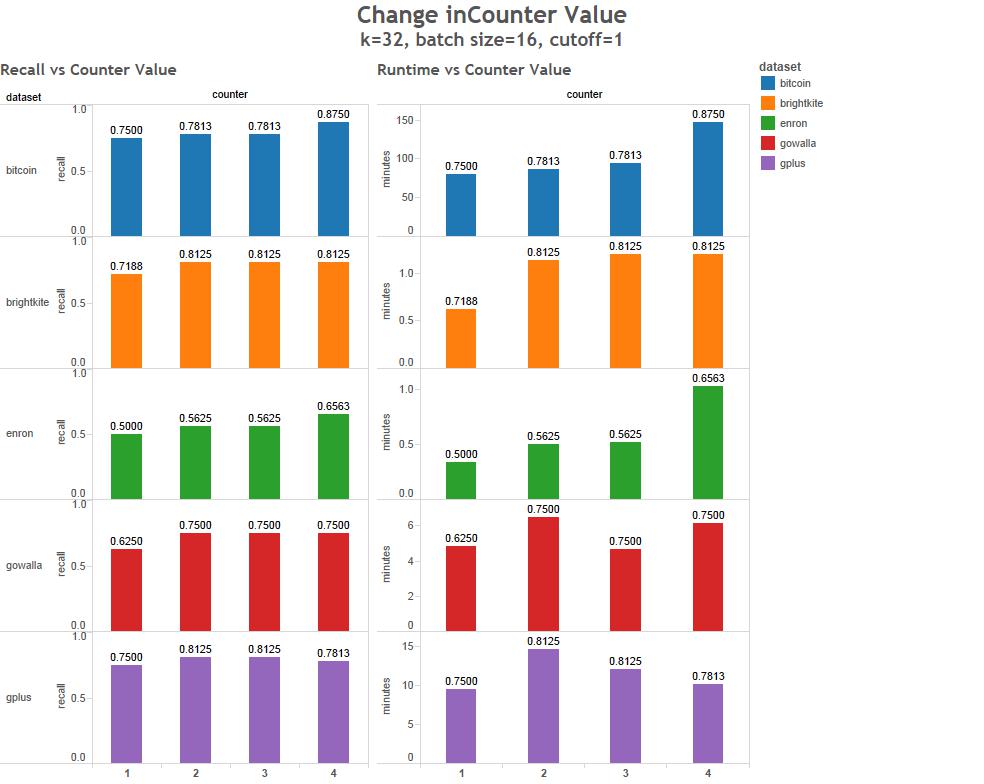 Change inCounter Value
k=32, batch size=16, cutoff=1
Recall vs Counter Value
Runtime vs Counter Value
dataset
counter
counter
dataset
bitcoin
brightkite
enron
gowalla
gplus
bitcoin
recall
1.0
0.5
0.0
0.7500
0.7813
0.7813
0.8750
minutes
150
100
50
0
0.7500
0.7813
0.7813
0.8750
brightkite
recall
1.0
0.5
0.0
0.7188
0.8125
0.8125
0.8125
minutes
1.0
0.5
0.0
0.7188
0.8125
0.8125
0.8125
enron
recall
1.0
0.5
0.0
0.5000
0.5625
0.5625
0.6563
minutes
1.0
0.5
0.0
0.5000
0.5625
0.5625
0.6563
gowalla
recall
1.0
0.5
0.0
0.6250
0.7500
0.7500
0.7500
minutes
6
4
2
0
0.6250
0.7500
0.7500
0.7500
gplus
recall
1.0
0.5
0.0
0.7500
0.8125
0.8125
0.7813
minutes
15
10
5
0
0.7500
0.8125
0.8125
0.7813
1 2 3 4
1 2 3 4